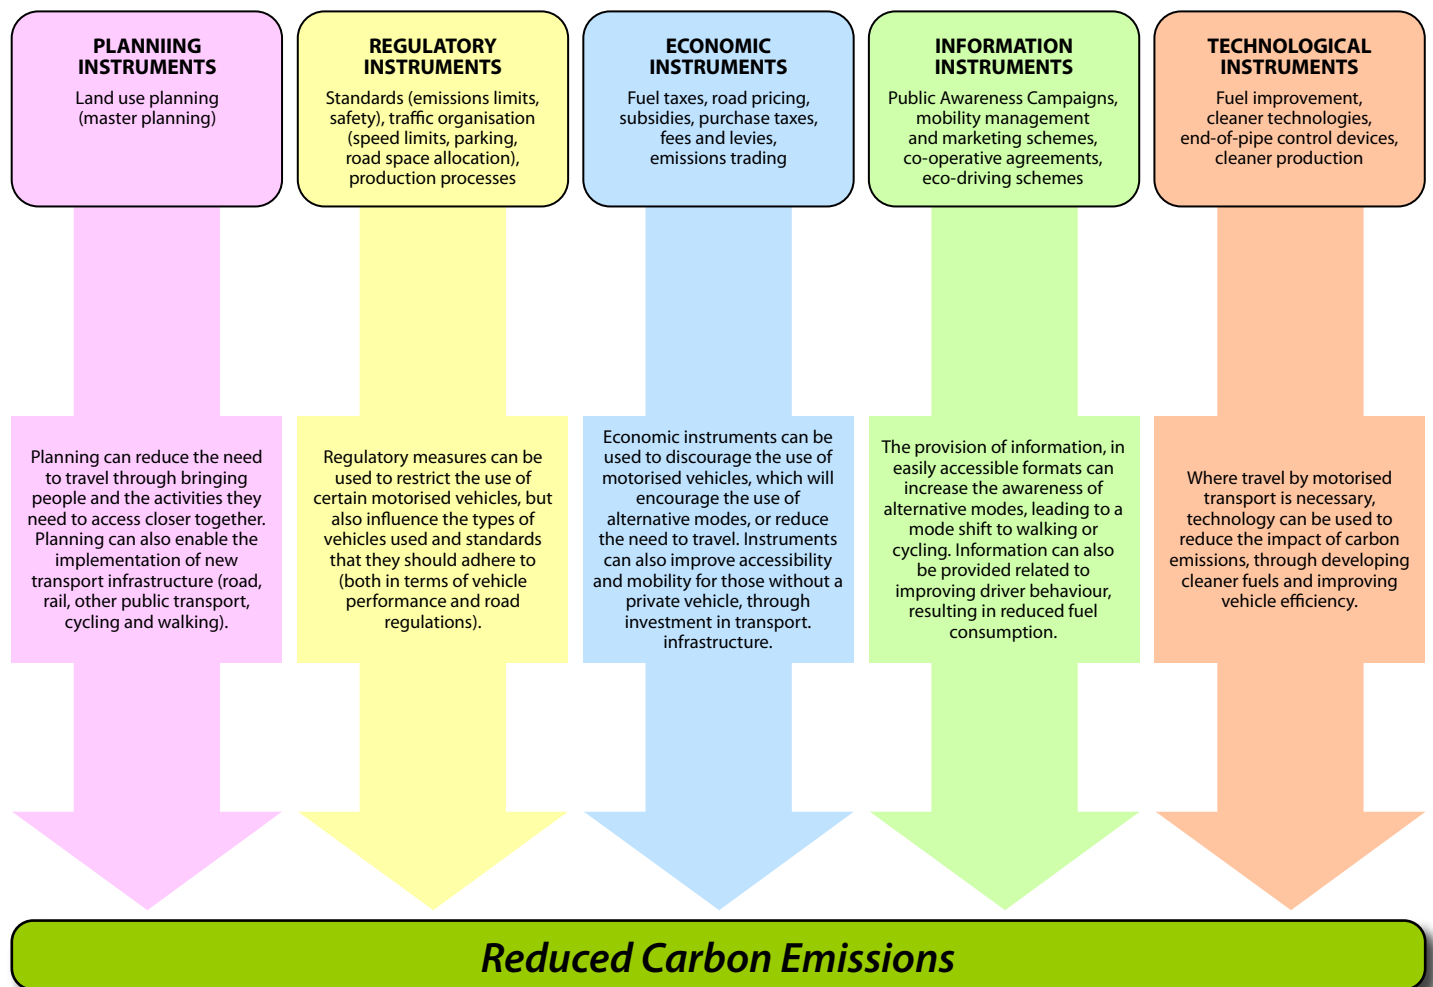 PLANNIING
INSTRUMENTS
Land use planning
(master planning)
REGULATORY
INSTRUMENTS
Standards (emissions limits,
safety), traffic organisation
(speed limits, parking,
road space allocation),
production processes
ECONOMIC
INSTRUMENTS
Fuel taxes, road pricing,
subsidies, purchase taxes,
fees and levies,
emissions trading
INFORMATION
INSTRUMENTS
Public Awareness Campaigns,
mobility management
and marketing schemes,
co-operative agreements,
eco-driving schemes
TECHNOLOGICAL
INSTRUMENTS
Fuel improvement,
cleaner technologies,
end-of-pipe control devices,
cleaner production
Planning can reduce the need
to travel through bringing
people and the activities they
need to access closer together.
Planning can also enable the
implementation of new
transport infrastructure (road,
rail, other public transport,
cycling and walking).
Regulatory measures can be
used to restrict the use of
certain motorised vehicles, but
also influence the types of
vehicles used and standards
that they should adhere to
(both in terms of vehicle
performance and road
regulations).
Economic instruments can be
used to discourage the use of
motorised vehicles, which will
encourage the use of
alternative modes, or reduce
the need to travel. Instruments
can also improve accessibility
and mobility for those without a
private vehicle, through
investment in transport.
infrastructure.
The provision of information, in
easily accessible formats can
increase the awareness of
alternative modes, leading to a
mode shift to walking or
cycling. Information can also
be provided related to
improving driver behaviour,
resulting in reduced fuel
consumption.
Where travel by motorised
transport is necessary,
technology can be used to
reduce the impact of carbon
emissions, through developing
cleaner fuels and improving
vehicle efficiency.
Reduced Carbon Emissions